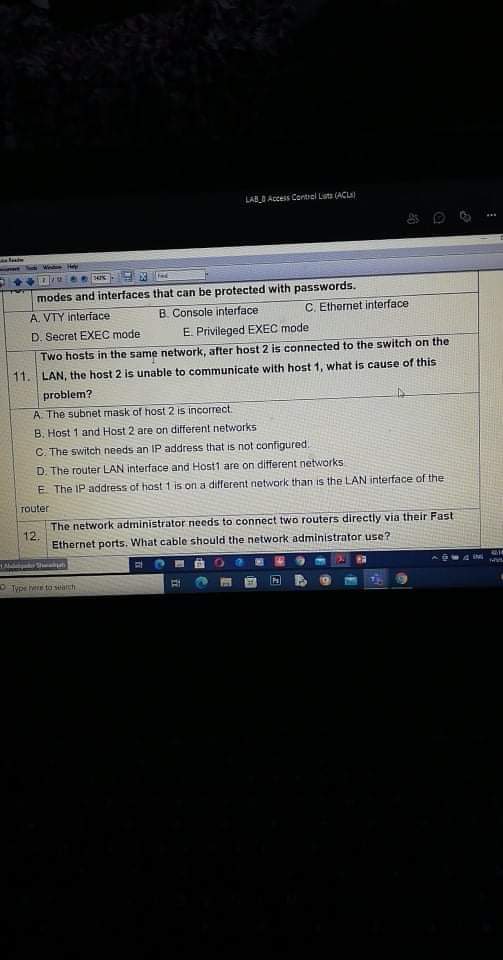 LAB_8 Access Control Lists (ACLs)
Window Help
2 / 12
143%
Find
modes and interfaces that can be protected with passwords.
A. VTY interface B. Console interface C. Ethernet interface
D. Secret EXEC mode E. Privileged EXEC mode
11. Two hosts in the same network, after host 2 is connected to the switch on the
LAN, the host 2 is unable to communicate with host 1, what is cause of this
problem?
A. The subnet mask of host 2 is incorrect.
B. Host 1 and Host 2 are on different networks
C. The switch needs an IP address that is not configured.
D. The router LAN interface and Host1 are on different networks.
E. The IP address of host 1 is on a different network than is the LAN interface of the
router
12. The network administrator needs to connect two routers directly via their Fast
Ethernet ports. What cable should the network administrator use?
ENG
Type here to search